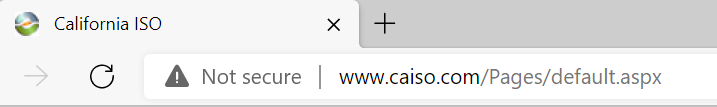 California ISO
Not secure | www.caiso.com/Pages/default.aspx